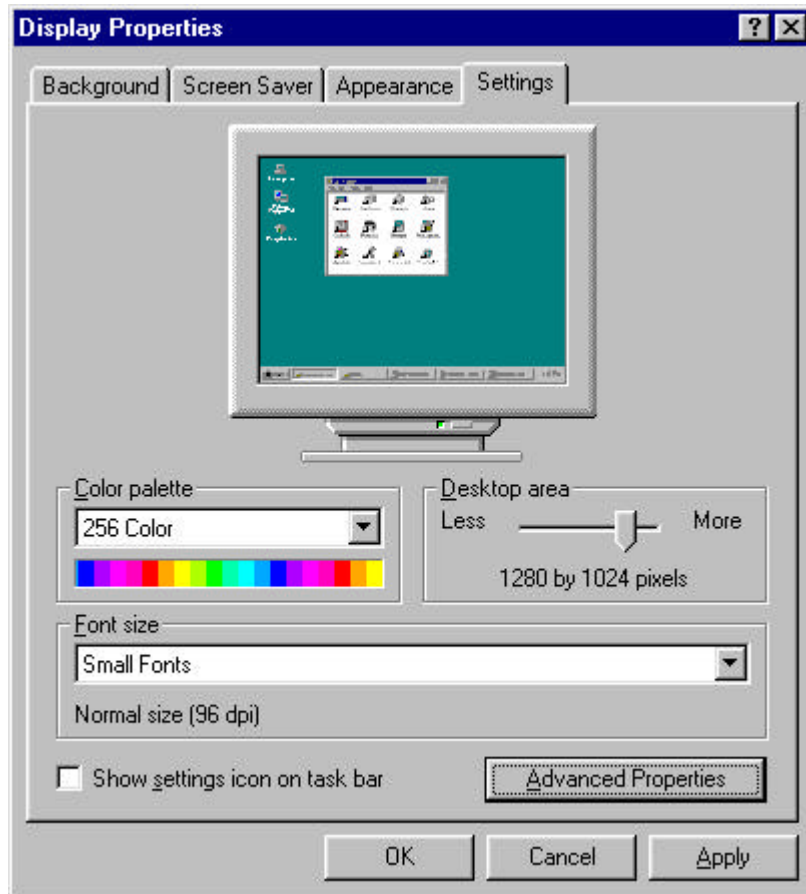 Display Properties
Background Screen Saver Appearance Settings
Color palette
256 Color
Desktop area
Less More
1280 by 1024 pixels
Font size
Small Fonts
Normal size (96 dpi)
Show settings icon on task bar
Advanced Properties
OK Cancel Apply